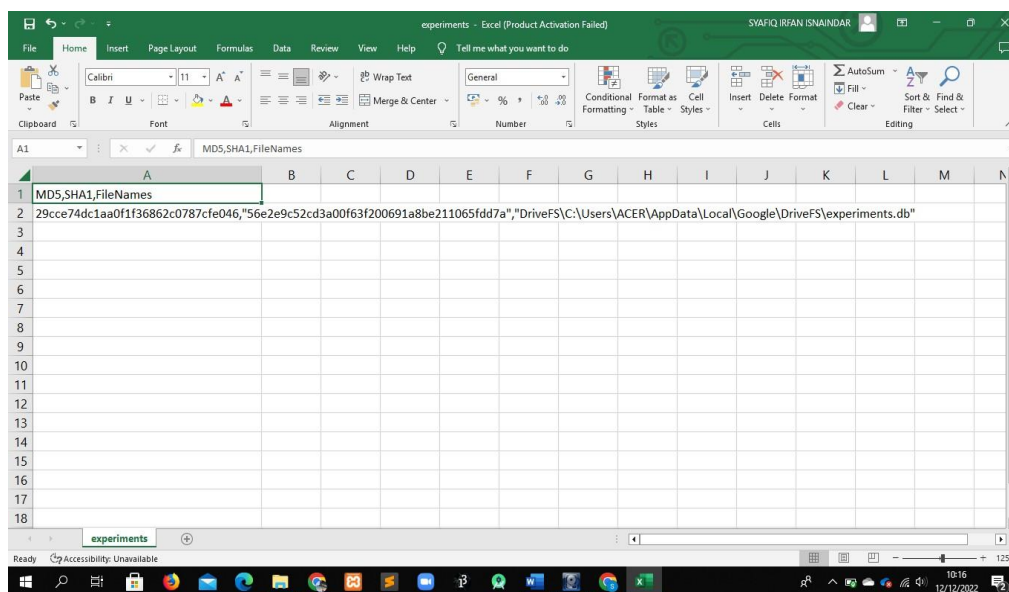 experiments - Excel (Product Activation Failed)
SYAFIQ IRFAN ISNAINDAR
File Home Insert Page Layout Formulas Data Review View Help Tell me what you want to do
Paste
Calibri 11
B I U
Wrap Text
Merge & Center
General
Conditional Formatting
Format as Table
Cell Styles
Insert Delete Format
AutoSum
Fill
Clear
Sort & Filter
Find & Select
Clipboard Font Alignment Number Styles Cells Editing
A1 fx MD5,SHA1,FileNames
A B C D E F G H I J K L M N
1 MD5,SHA1,FileNames
2 29cce74dc1aa0f1f36862c0787cfe046,"56e2e9c52cd3a00f63f200691a8be211065fdd7a","DriveFS\C:\Users\ACER\AppData\Local\Google\DriveFS\experiments.db"
3
4
5
6
7
8
9
10
11
12
13
14
15
16
17
18
experiments
Ready Accessibility: Unavailable 125
10:16
12/12/2022